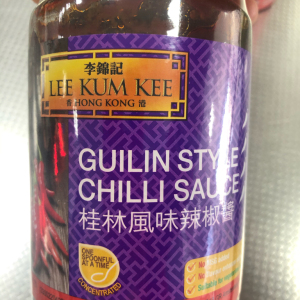 李錦記
LEE KUM KEE
香 HONG KONG 港
GUILIN STYLE
CHILLI SAUCE
桂林風味辣椒醬
ONE
SPOONFUL
AT A TIME
CONCENTRATED